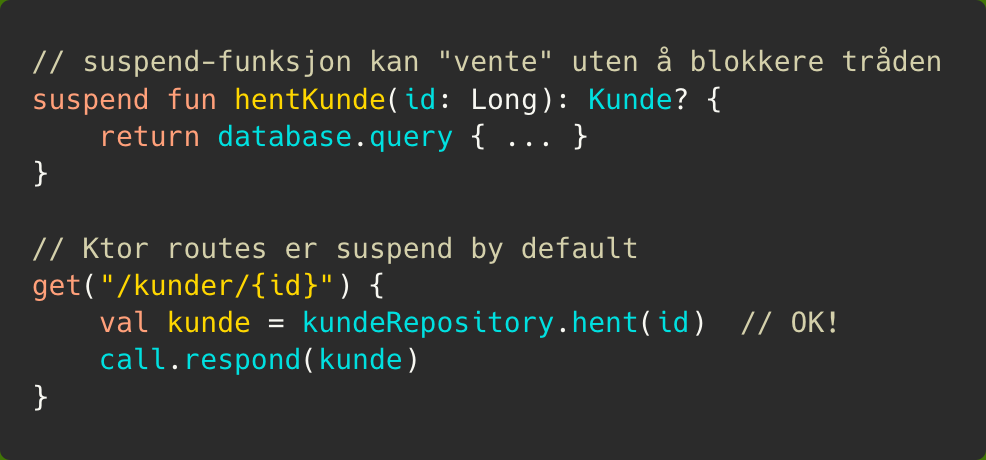 // suspend-funksjon kan "vente" uten å blokkere tråden
suspend fun hentKunde(id: Long): Kunde? {
    return database.query { ... }
}

// Ktor routes er suspend by default
get("/kunder/{id}") {
    val kunde = kundeRepository.hent(id)  // OK!
    call.respond(kunde)
}